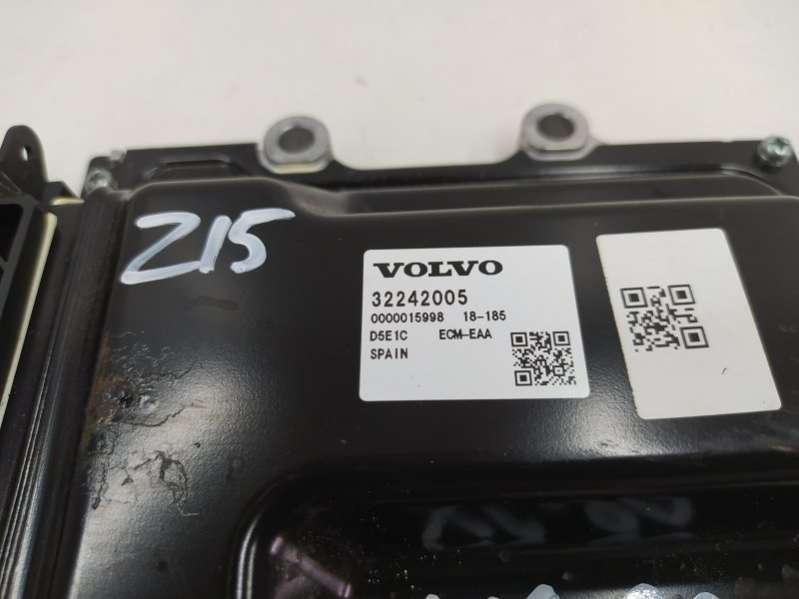 Z15
VOLVO
32242005
0000015998 18-185
D5E1C ECM-EAA
SPAIN